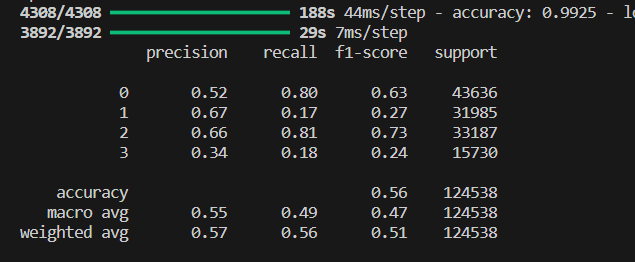 4308/4308 188s 44ms/step - accuracy: 0.9925 - lo
3892/3892 29s 7ms/step
precision recall f1-score support
0 0.52 0.80 0.63 43636
1 0.67 0.17 0.27 31985
2 0.66 0.81 0.73 33187
3 0.34 0.18 0.24 15730
accuracy 0.56 124538
macro avg 0.55 0.49 0.47 124538
weighted avg 0.57 0.56 0.51 124538